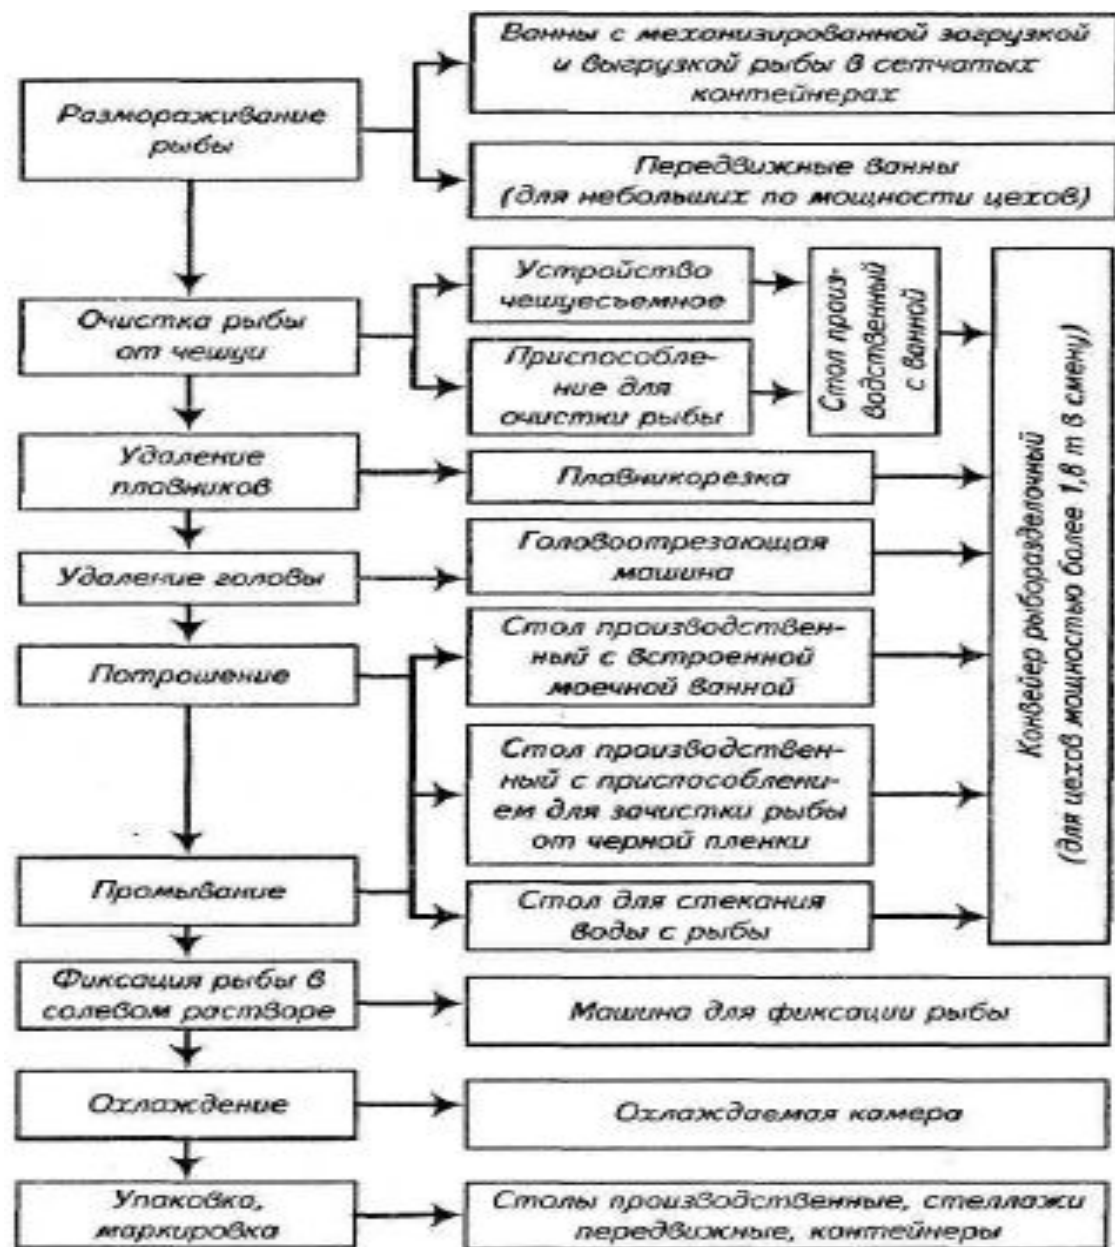 Размораживание
рыбы
Ванны с механизированной загрузкой
и выгрузкой рыбы в сетчатых
контейнерах
Передвижные ванны
(для небольших по мощности цехов)
Очистка рыбы
от чешуи
Устройство
чешуесъемное
Приспособле-
ние для
очистки рыбы
Стол произ-
водственный
с ванной
Конвейер рыборазделочный
(для цехов мощностью более 1,8 т в смену)
Удаление
плавников
Плавникорезка
Удаление головы
Головоотрезающая
машина
Потрошение
Стол производствен-
ный с встроенной
моечной ванной
Стол производствен-
ный с приспособлени-
ем для зачистки рыбы
от черной пленки
Промывание
Стол для стекания
воды с рыбы
Фиксация рыбы в
солевом растворе
Машина для фиксации рыбы
Охлаждение
Охлаждаемая камера
Упаковка,
маркировка
Столы производственные, стеллажи
передвижные, контейнеры